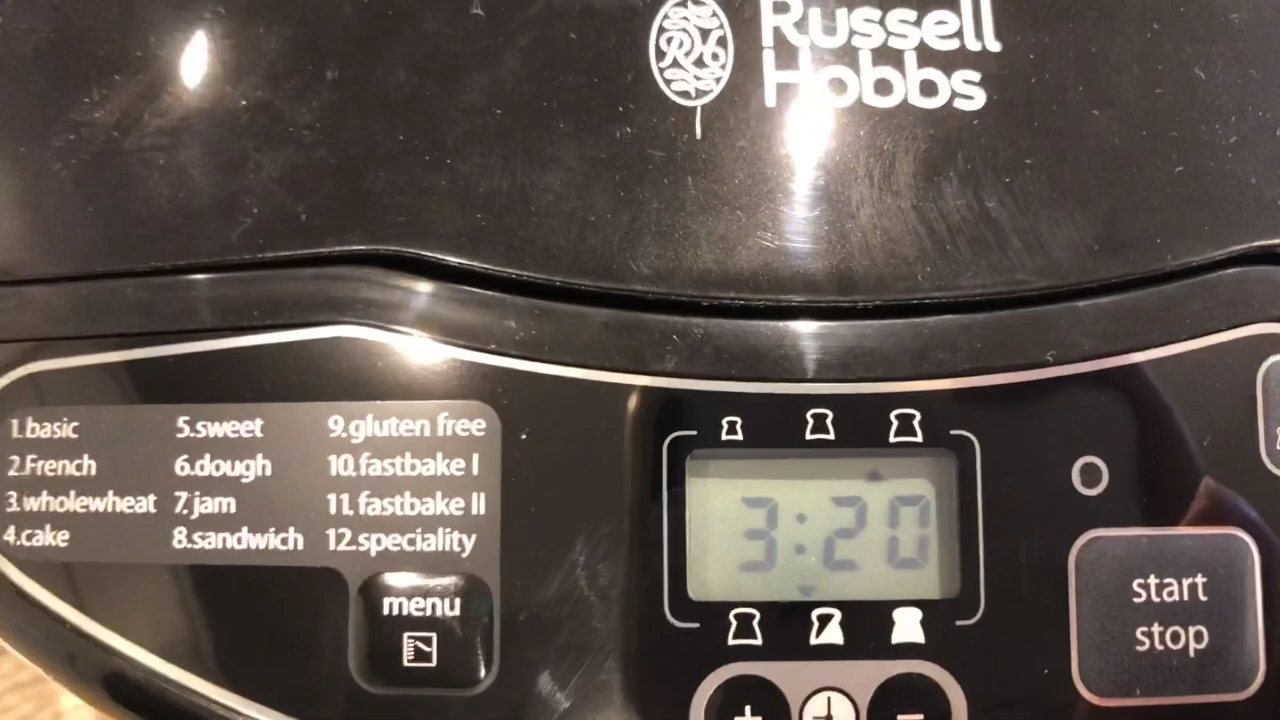 RH
Russell
Hobbs
1.basic 5.sweet 9.gluten free
2.French 6.dough 10.fastbake I
3.wholewheat 7.jam 11.fastbake II
4.cake 8.sandwich 12.speciality
3:20
menu
start
stop
+ -